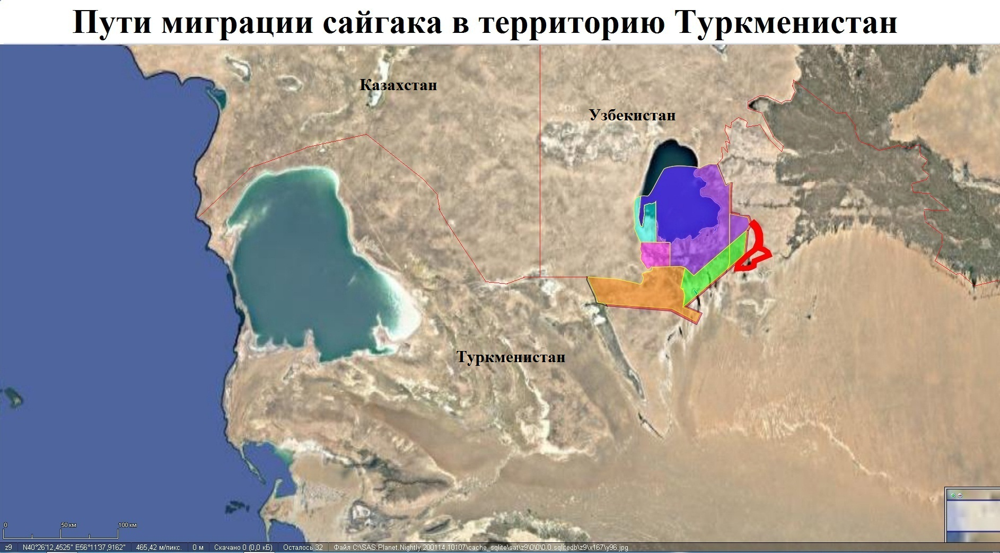 Пути миграции сайгака в территорию Туркменистан
Казахстан
Узбекистан
Туркменистан
0 50 км 100 км
z9 N40°26'12,4525" E56°11'37,9162" 465,42 м/пикс. 0 м Скачано 0 (0,0 кБ) Осталось 32 Файл C:\SAS.Planet.Nightly.200114.10107\cache_sqlite\sat\z9\0\0\0.0.sqlitedb\z9\x167\y96.jpg